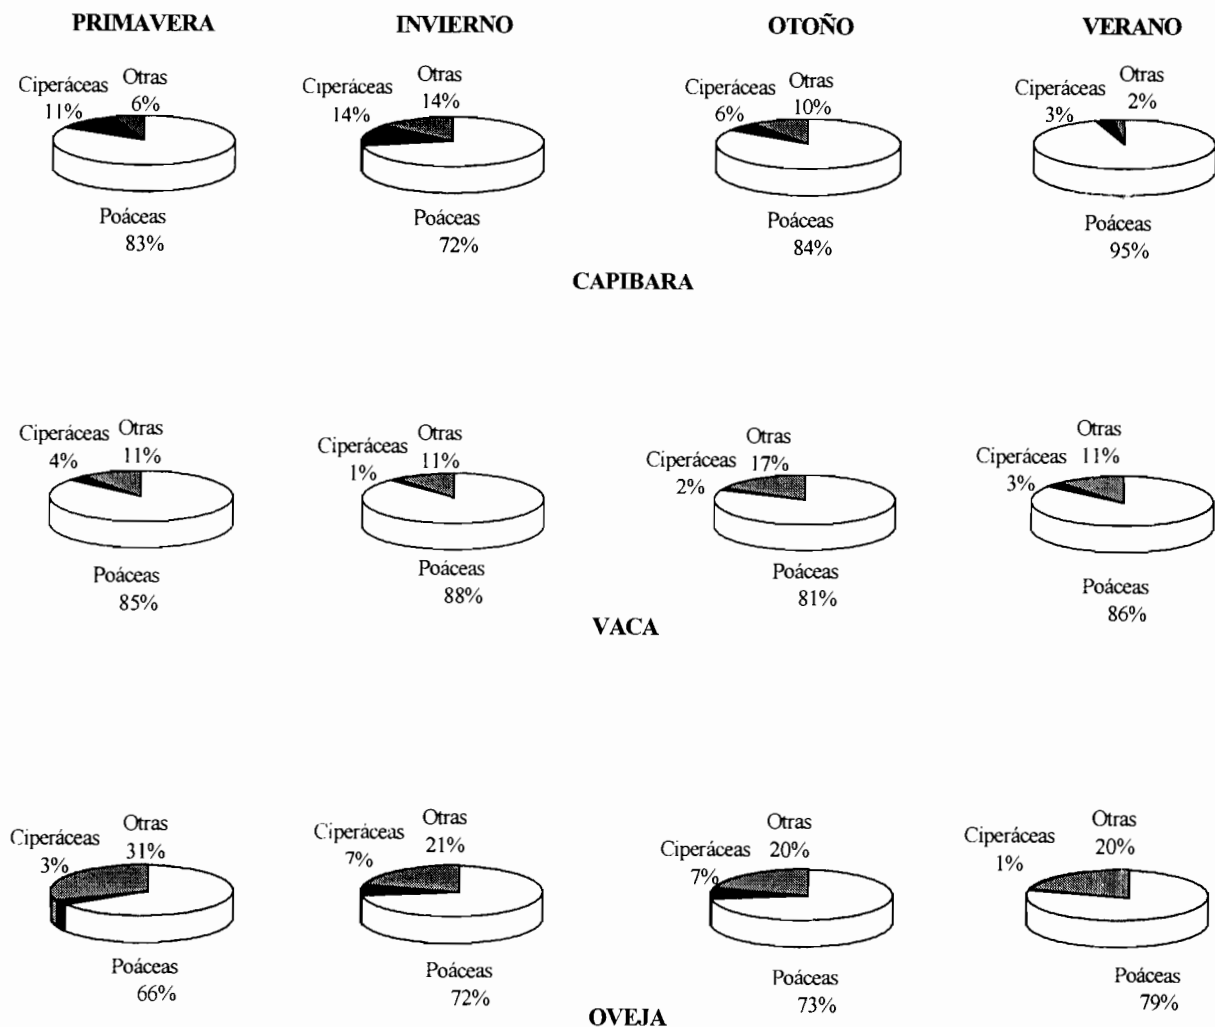 PRIMAVERA INVIERNO OTOÑO VERANO
Ciperáceas 11%
Otras 6%
Poáceas 83%
Ciperáceas 14%
Otras 14%
Poáceas 72%
Ciperáceas 6%
Otras 10%
Poáceas 84%
Ciperáceas 3%
Otras 2%
Poáceas 95%
CAPIBARA
Ciperáceas 4%
Otras 11%
Poáceas 85%
Ciperáceas 1%
Otras 11%
Poáceas 88%
Ciperáceas 2%
Otras 17%
Poáceas 81%
Ciperáceas 3%
Otras 11%
Poáceas 86%
VACA
Ciperáceas 3%
Otras 31%
Poáceas 66%
Ciperáceas 7%
Otras 21%
Poáceas 72%
Ciperáceas 7%
Otras 20%
Poáceas 73%
Ciperáceas 1%
Otras 20%
Poáceas 79%
OVEJA